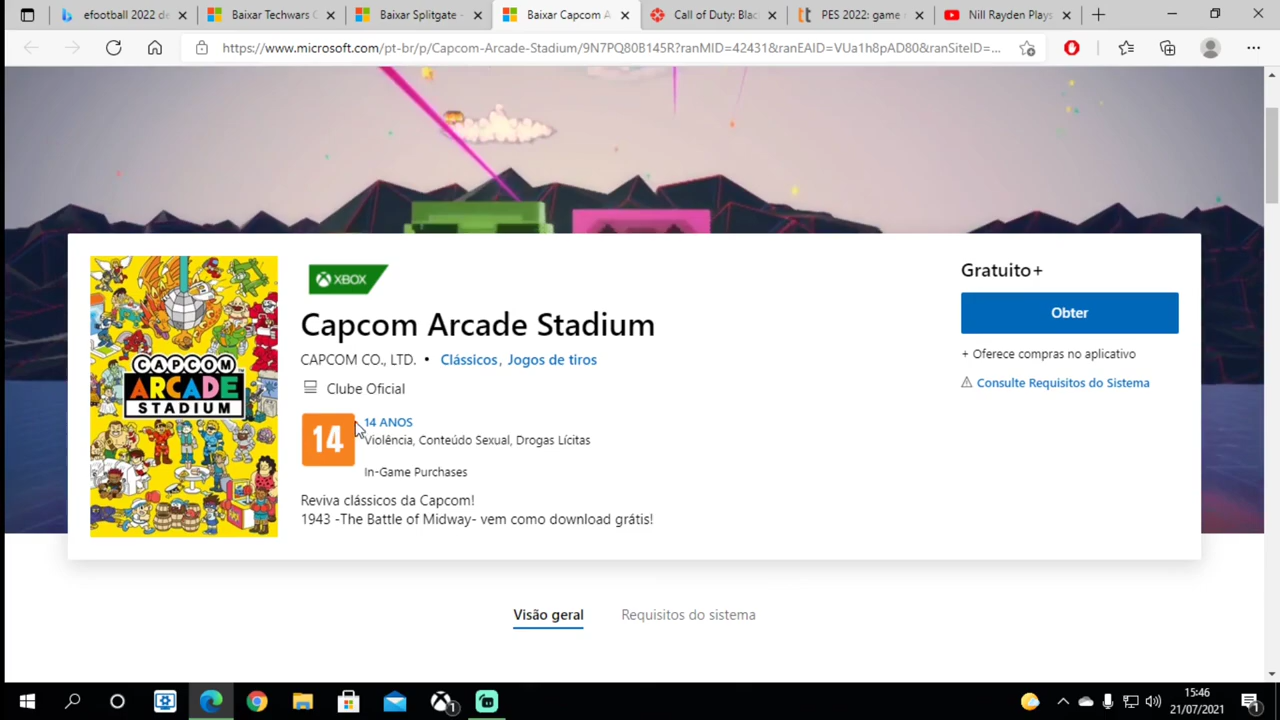 efootball 2022 de
Baixar Techwars C
Baixar Splitgate -
Baixar Capcom A
Call of Duty: Blac
PES 2022: game e
Nill Rayden Plays
https://www.microsoft.com/pt-br/p/Capcom-Arcade-Stadium/9N7PQ80B145R?ranMID=42431&ranEAID=VUa1h8pAD80&ranSiteID=...
XBOX
Capcom Arcade Stadium
CAPCOM CO., LTD. • Clássicos, Jogos de tiros
Clube Oficial
14
14 ANOS
Violência, Conteúdo Sexual, Drogas Lícitas
In-Game Purchases
Reviva clássicos da Capcom!
1943 -The Battle of Midway- vem como download grátis!
Gratuito+
Obter
+ Oferece compras no aplicativo
Consulte Requisitos do Sistema
CAPCOM
ARCADE
STADIUM
Visão geral
Requisitos do sistema
1
15:46
21/07/2021
1